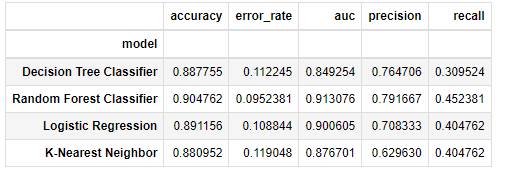 accuracy error_rate auc precision recall
model
Decision Tree Classifier 0.887755 0.112245 0.849254 0.764706 0.309524
Random Forest Classifier 0.904762 0.0952381 0.913076 0.791667 0.452381
Logistic Regression 0.891156 0.108844 0.900605 0.708333 0.404762
K-Nearest Neighbor 0.880952 0.119048 0.876701 0.629630 0.404762